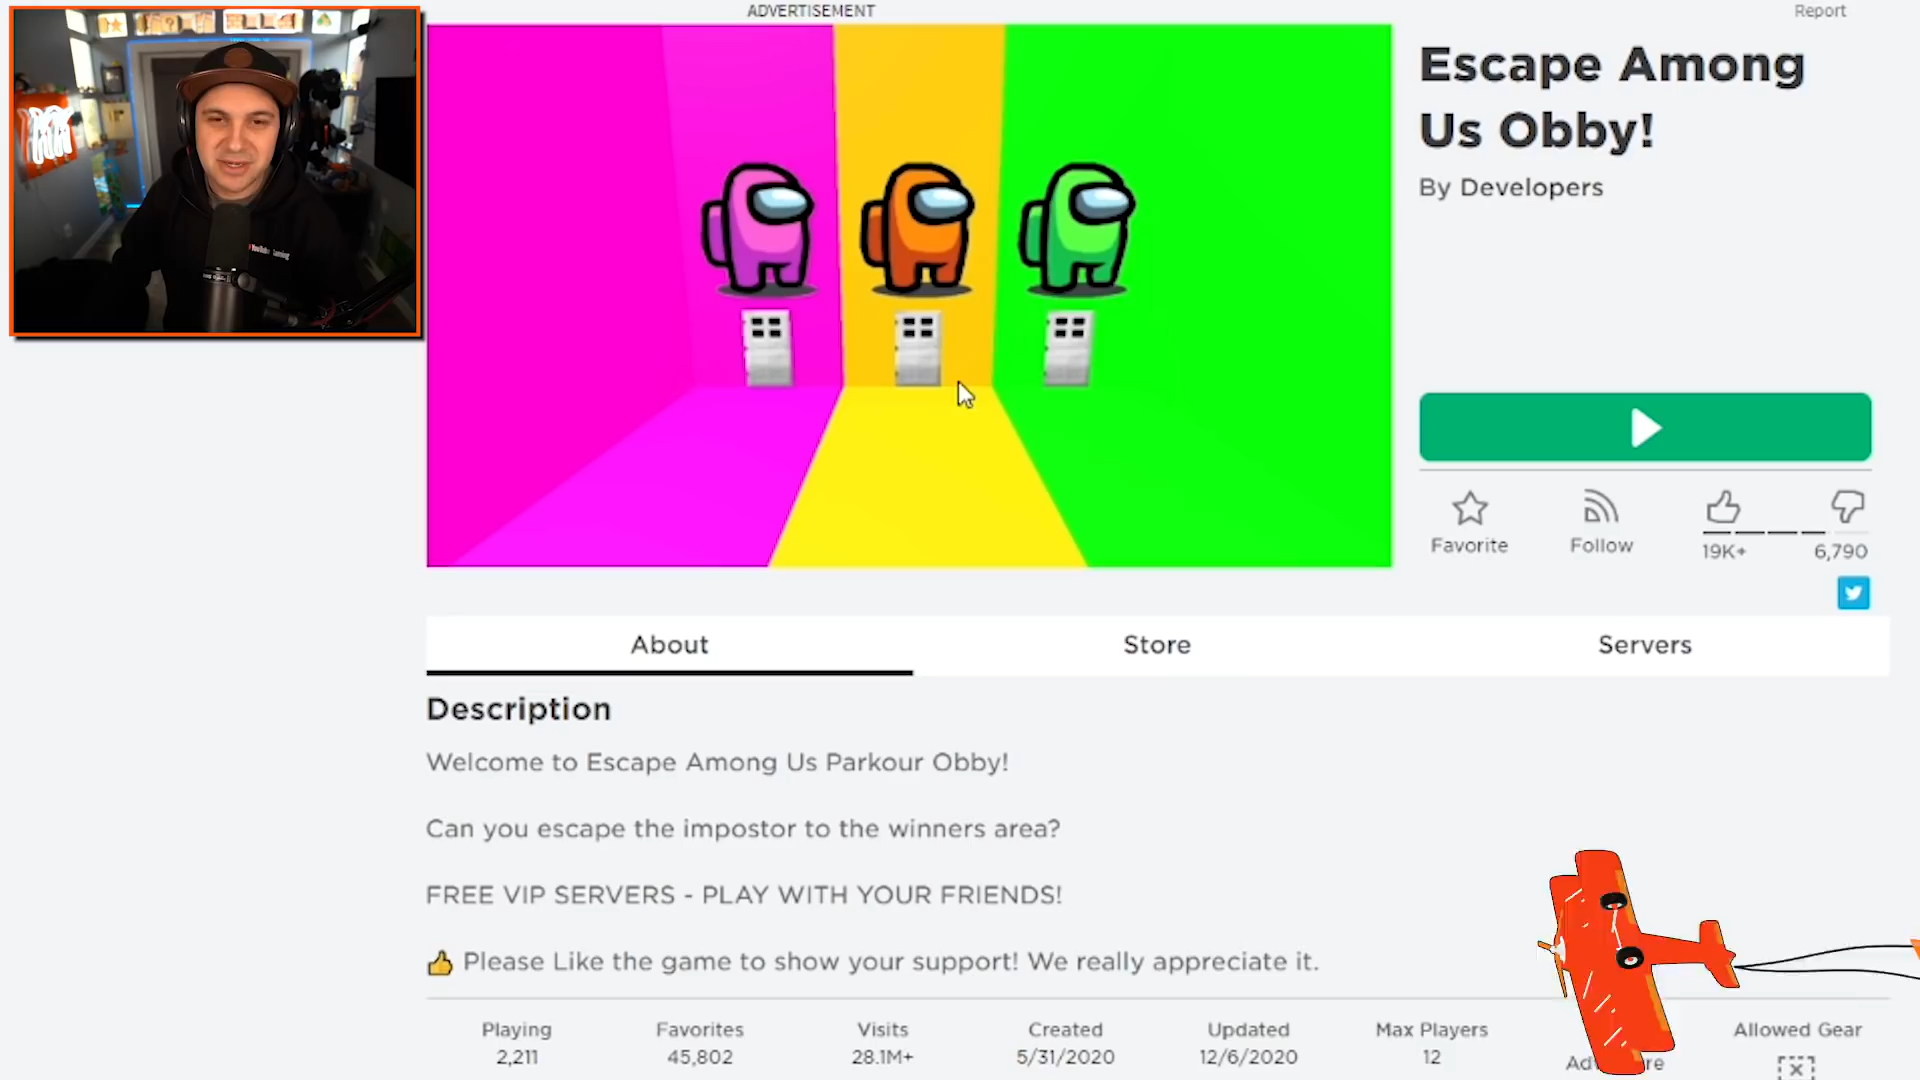 ADVERTISEMENT
Report
Escape Among
Us Obby!
By Developers
Favorite
Follow
19K+
6,790
About
Store
Servers
Description
Welcome to Escape Among Us Parkour Obby!
Can you escape the impostor to the winners area?
FREE VIP SERVERS - PLAY WITH YOUR FRIENDS!
👍 Please Like the game to show your support! We really appreciate it.
Playing
Favorites
Visits
Created
Updated
Max Players
Allowed Gear
2,211
45,802
28.1M+
5/31/2020
12/6/2020
12